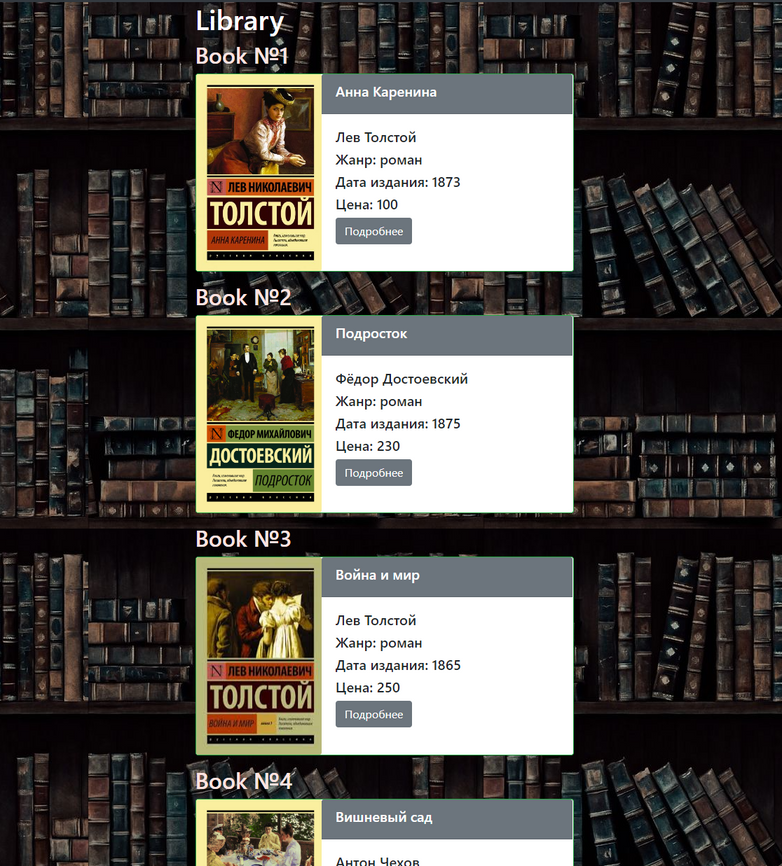 Library
Book №1
Анна Каренина
ЛЕВ НИКОЛАЕВИЧ
ТОЛСТОЙ
АННА КАРЕНИНА
Лев Толстой
Жанр: роман
Дата издания: 1873
Цена: 100
Подробнее
Book №2
Подросток
ФЕДОР МИХАЙЛОВИЧ
ДОСТОЕВСКИЙ
ПОДРОСТОК
Фёдор Достоевский
Жанр: роман
Дата издания: 1875
Цена: 230
Подробнее
Book №3
Война и мир
ЛЕВ НИКОЛАЕВИЧ
ТОЛСТОЙ
ВОЙНА И МИР
Лев Толстой
Жанр: роман
Дата издания: 1865
Цена: 250
Подробнее
Book №4
Вишневый сад
Антон Чехов